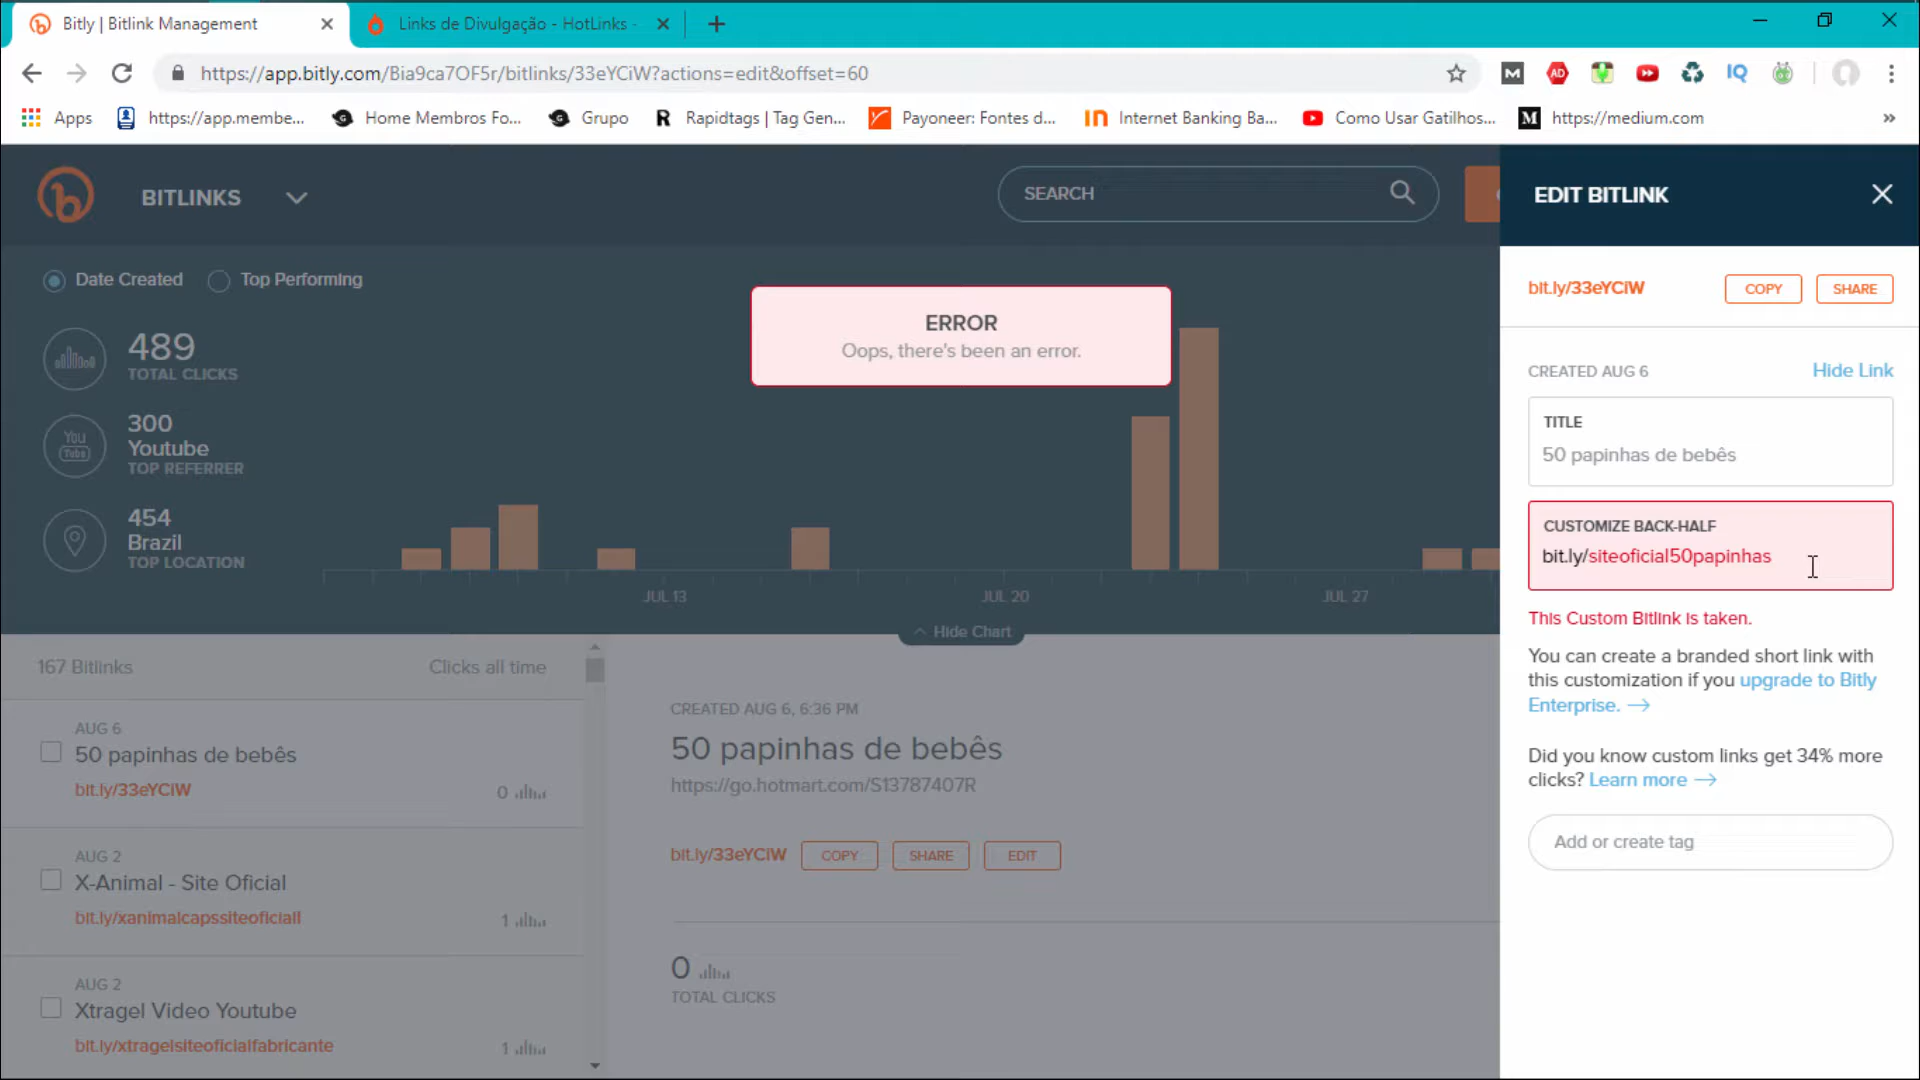 Bitly | Bitlink Management
Links de Divulgação - HotLinks -
https://app.bitly.com/Bia9ca7OF5r/bitlinks/33eYCiW?actions=edit&offset=60
M
AD
IQ
Apps
https://app.membe...
Home Membros Fo...
Grupo
R
Rapidtags | Tag Gen...
Payoneer: Fontes d...
Internet Banking Ba...
Como Usar Gatilhos...
M
https://medium.com
»
b
BITLINKS
SEARCH
EDIT BITLINK
Date Created
Top Performing
489
TOTAL CLICKS
You
Tube
300
Youtube
TOP REFERRER
454
Brazil
TOP LOCATION
ERROR
Oops, there's been an error.
JUL 13
JUL 20
JUL 27
Hide Chart
bit.ly/33eYCiW
COPY
SHARE
CREATED AUG 6
Hide Link
TITLE
50 papinhas de bebês
CUSTOMIZE BACK-HALF
bit.ly/siteoficial50papinhas
This Custom Bitlink is taken.
You can create a branded short link with
this customization if you upgrade to Bitly
Enterprise. →
Did you know custom links get 34% more
clicks? Learn more →
Add or create tag
167 Bitlinks
Clicks all time
AUG 6
50 papinhas de bebês
bit.ly/33eYCiW
0
AUG 2
X-Animal - Site Oficial
bit.ly/xanimalcapssiteoficiall
1
AUG 2
Xtragel Video Youtube
bit.ly/xtragelsiteoficialfabricante
1
CREATED AUG 6, 6:36 PM
50 papinhas de bebês
https://go.hotmart.com/S13787407R
bit.ly/33eYCiW
COPY
SHARE
EDIT
0
TOTAL CLICKS